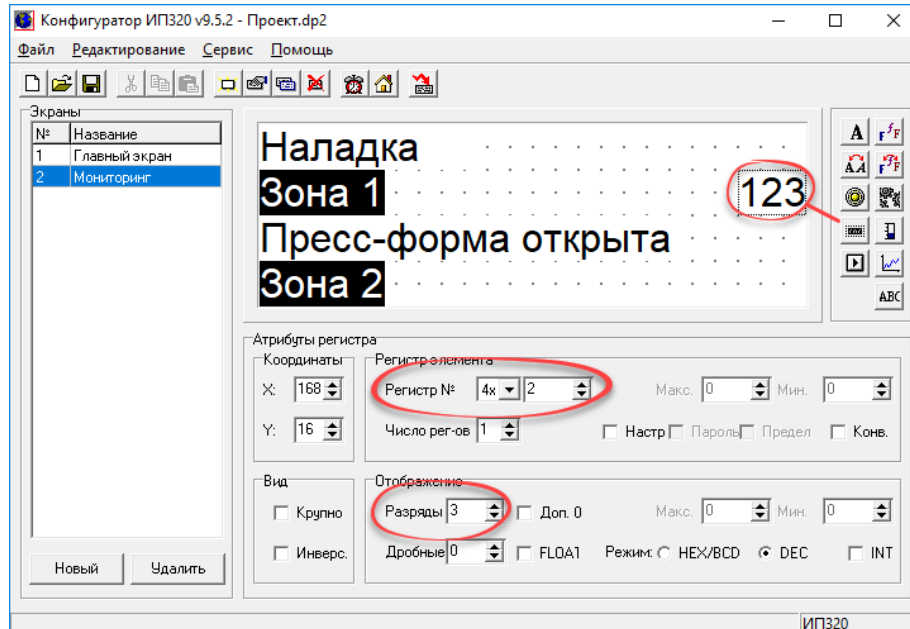 Конфигуратор ИП320 v9.5.2 - Проект.dp2
Файл Редактирование Сервис Помощь
Экраны
№ Название
1 Главный экран
2 Мониторинг
Новый Удалить
Наладка
Зона 1 123
Пресс-форма открыта
Зона 2
A F f F
A A F F
ABC
Атрибуты регистра
Координаты
X: 168
Y: 16
Регистр элемента
Регистр № 4x 2 Макс. 0 Мин. 0
Число рег-ов 1 Настр Пароль Предел Конв.
Вид
Крупно
Инверс.
Отображение
Разряды 3 Доп. 0 Макс. 0 Мин. 0
Дробные 0 FLOAT Режим: HEX/BCD DEC INT
ИП320